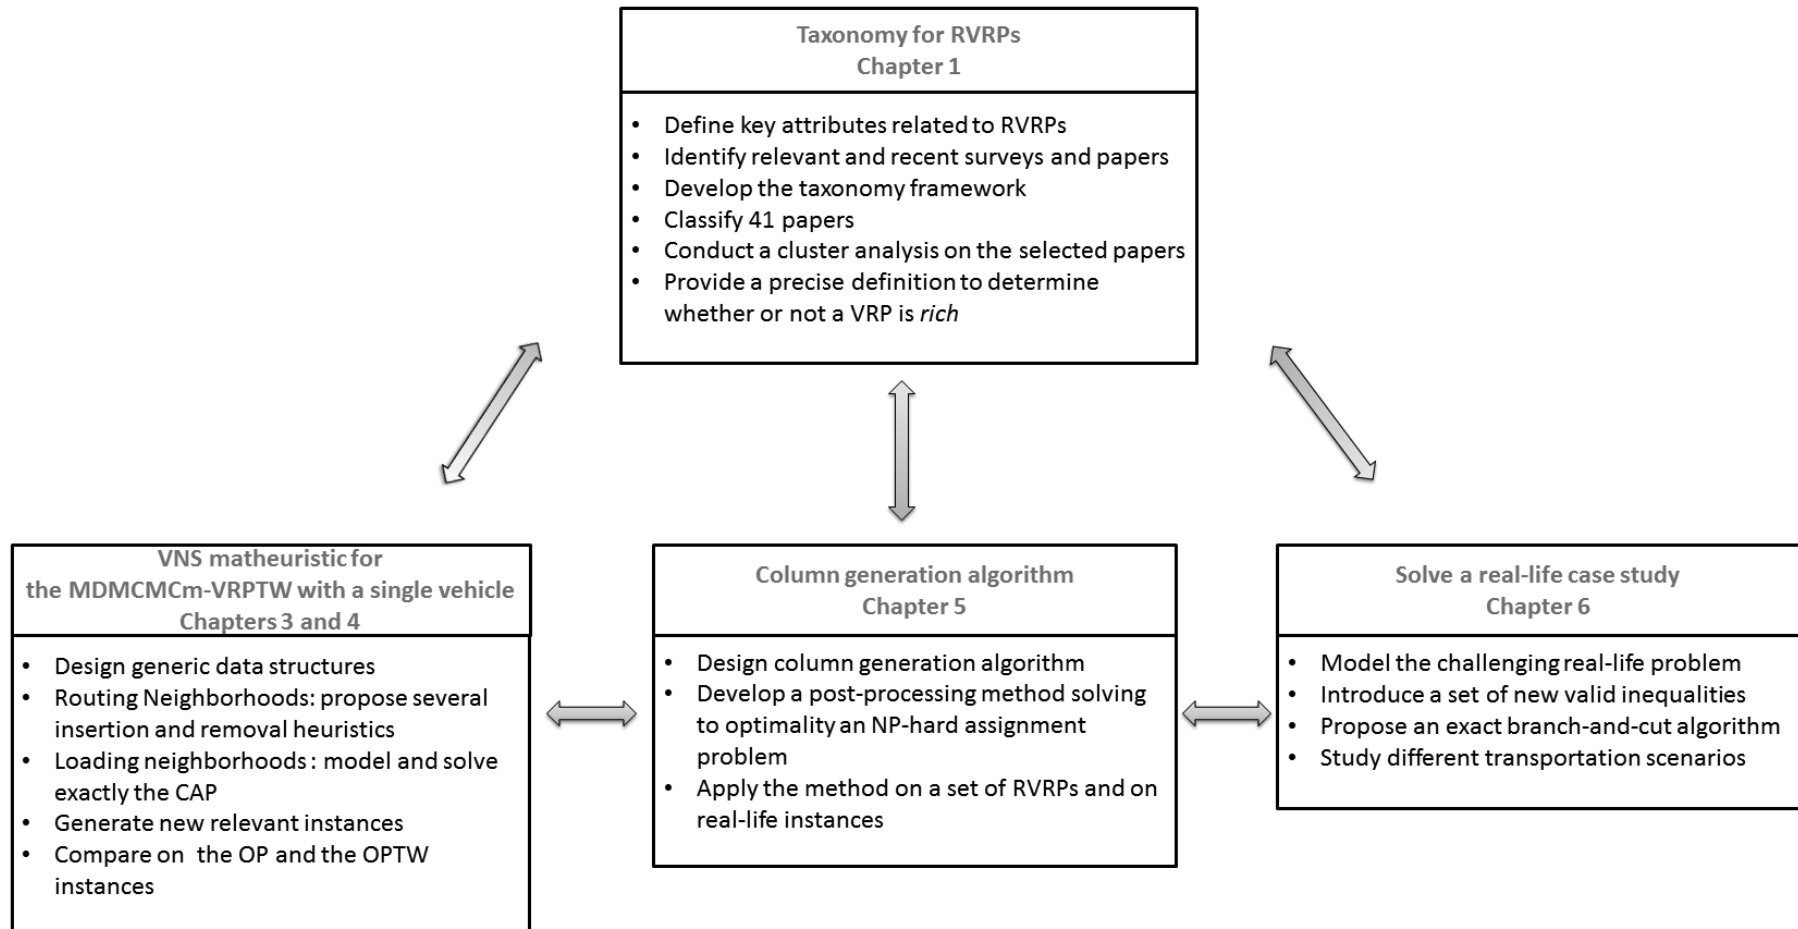 Taxonomy for RVRPs
Chapter 1
• Define key attributes related to RVRPs
• Identify relevant and recent surveys and papers
• Develop the taxonomy framework
• Classify 41 papers
• Conduct a cluster analysis on the selected papers
• Provide a precise definition to determine
whether or not a VRP is rich
VNS matheuristic for
the MDMCMCm-VRPTW with a single vehicle
Chapters 3 and 4
• Design generic data structures
• Routing Neighborhoods: propose several
insertion and removal heuristics
• Loading neighborhoods : model and solve
exactly the CAP
• Generate new relevant instances
• Compare on the OP and the OPTW
instances
Column generation algorithm
Chapter 5
• Design column generation algorithm
• Develop a post-processing method solving
to optimality an NP-hard assignment
problem
• Apply the method on a set of RVRPs and on
real-life instances
Solve a real-life case study
Chapter 6
• Model the challenging real-life problem
• Introduce a set of new valid inequalities
• Propose an exact branch-and-cut algorithm
• Study different transportation scenarios